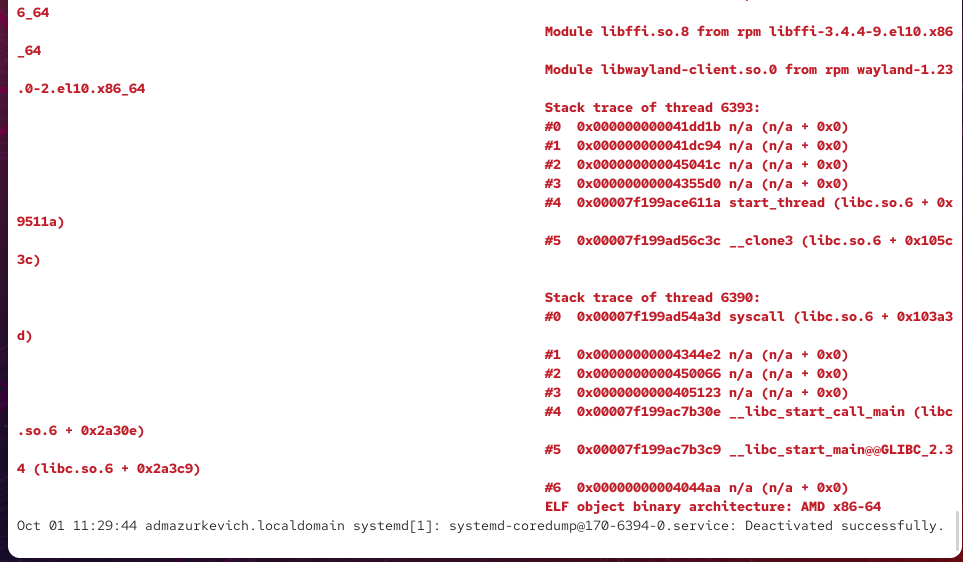 6_64
Module libffi.so.8 from rpm libffi-3.4.4-9.el10.x86
_64
Module libwayland-client.so.0 from rpm wayland-1.23
.0-2.el10.x86_64
Stack trace of thread 6393:
#0  0x000000000041dd1b n/a (n/a + 0x0)
#1  0x000000000041dc94 n/a (n/a + 0x0)
#2  0x000000000045041c n/a (n/a + 0x0)
#3  0x00000000004355d0 n/a (n/a + 0x0)
#4  0x00007f199ace611a start_thread (libc.so.6 + 0x
9511a)
#5  0x00007f199ad56c3c __clone3 (libc.so.6 + 0x105c
3c)
Stack trace of thread 6390:
#0  0x00007f199ad54a3d syscall (libc.so.6 + 0x103a3
d)
#1  0x00000000004344e2 n/a (n/a + 0x0)
#2  0x0000000000450066 n/a (n/a + 0x0)
#3  0x0000000000405123 n/a (n/a + 0x0)
#4  0x00007f199ac7b30e __libc_start_call_main (libc
.so.6 + 0x2a30e)
#5  0x00007f199ac7b3c9 __libc_start_main@@GLIBC_2.3
4 (libc.so.6 + 0x2a3c9)
#6  0x00000000004044aa n/a (n/a + 0x0)
ELF object binary architecture: AMD x86-64
Oct 01 11:29:44 admazurkevich.localdomain systemd[1]: systemd-coredump@170-6394-0.service: Deactivated successfully.